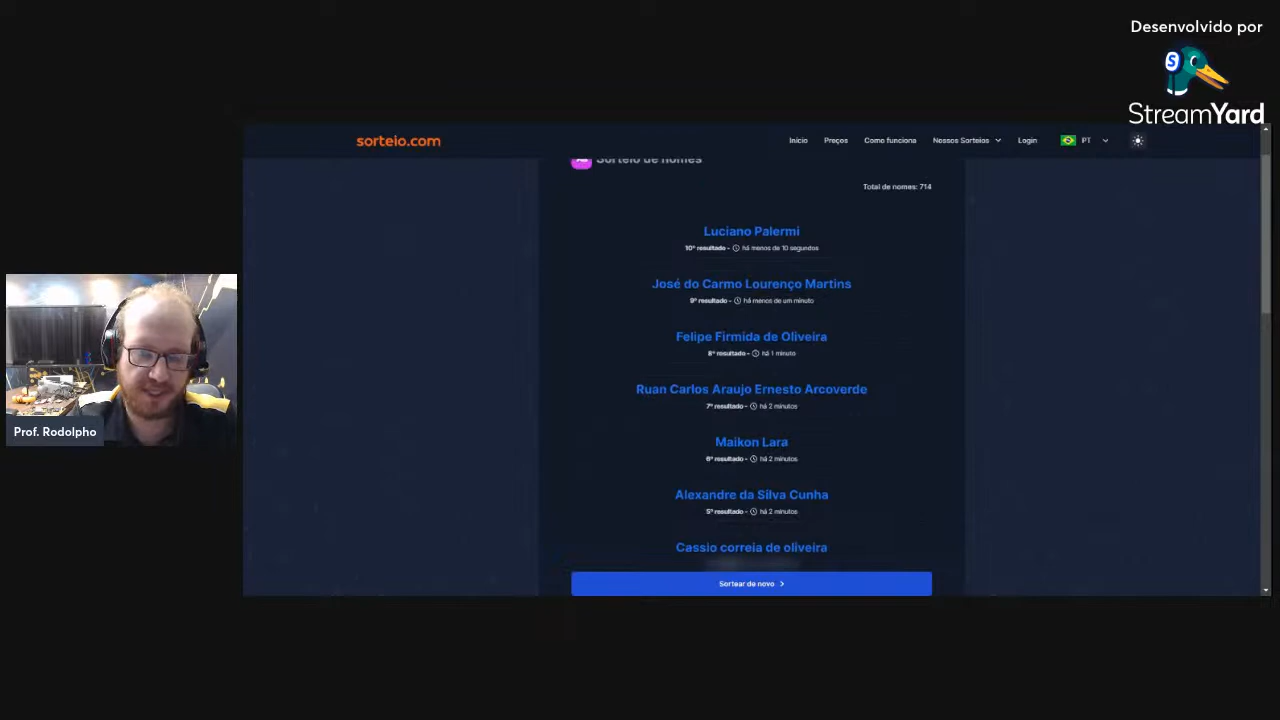 Desenvolvido por
S
StreamYard
sorteio.com
Início
Preços
Como funciona
Nossos Sorteios
Login
PT
Sorteio de nomes
Total de nomes: 714
Luciano Palermi
10º resultado - há menos de 10 segundos
José do Carmo Lourenço Martins
9º resultado - há menos de um minuto
Felipe Firmida de Oliveira
8º resultado - há 1 minuto
Ruan Carlos Araujo Ernesto Arcoverde
7º resultado - há 2 minutos
Maikon Lara
6º resultado - há 2 minutos
Alexandre da Silva Cunha
5º resultado - há 2 minutos
Cassio correia de oliveira
Sortear de novo
Prof. Rodolpho